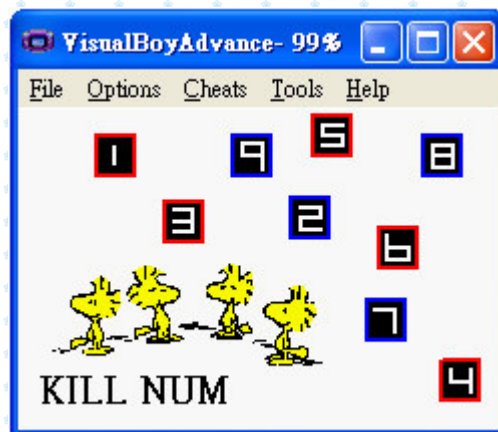 VisualBoyAdvance- 99%
File Options Cheats Tools Help
1 9 5 8
3 2 6
7
4
KILL NUM